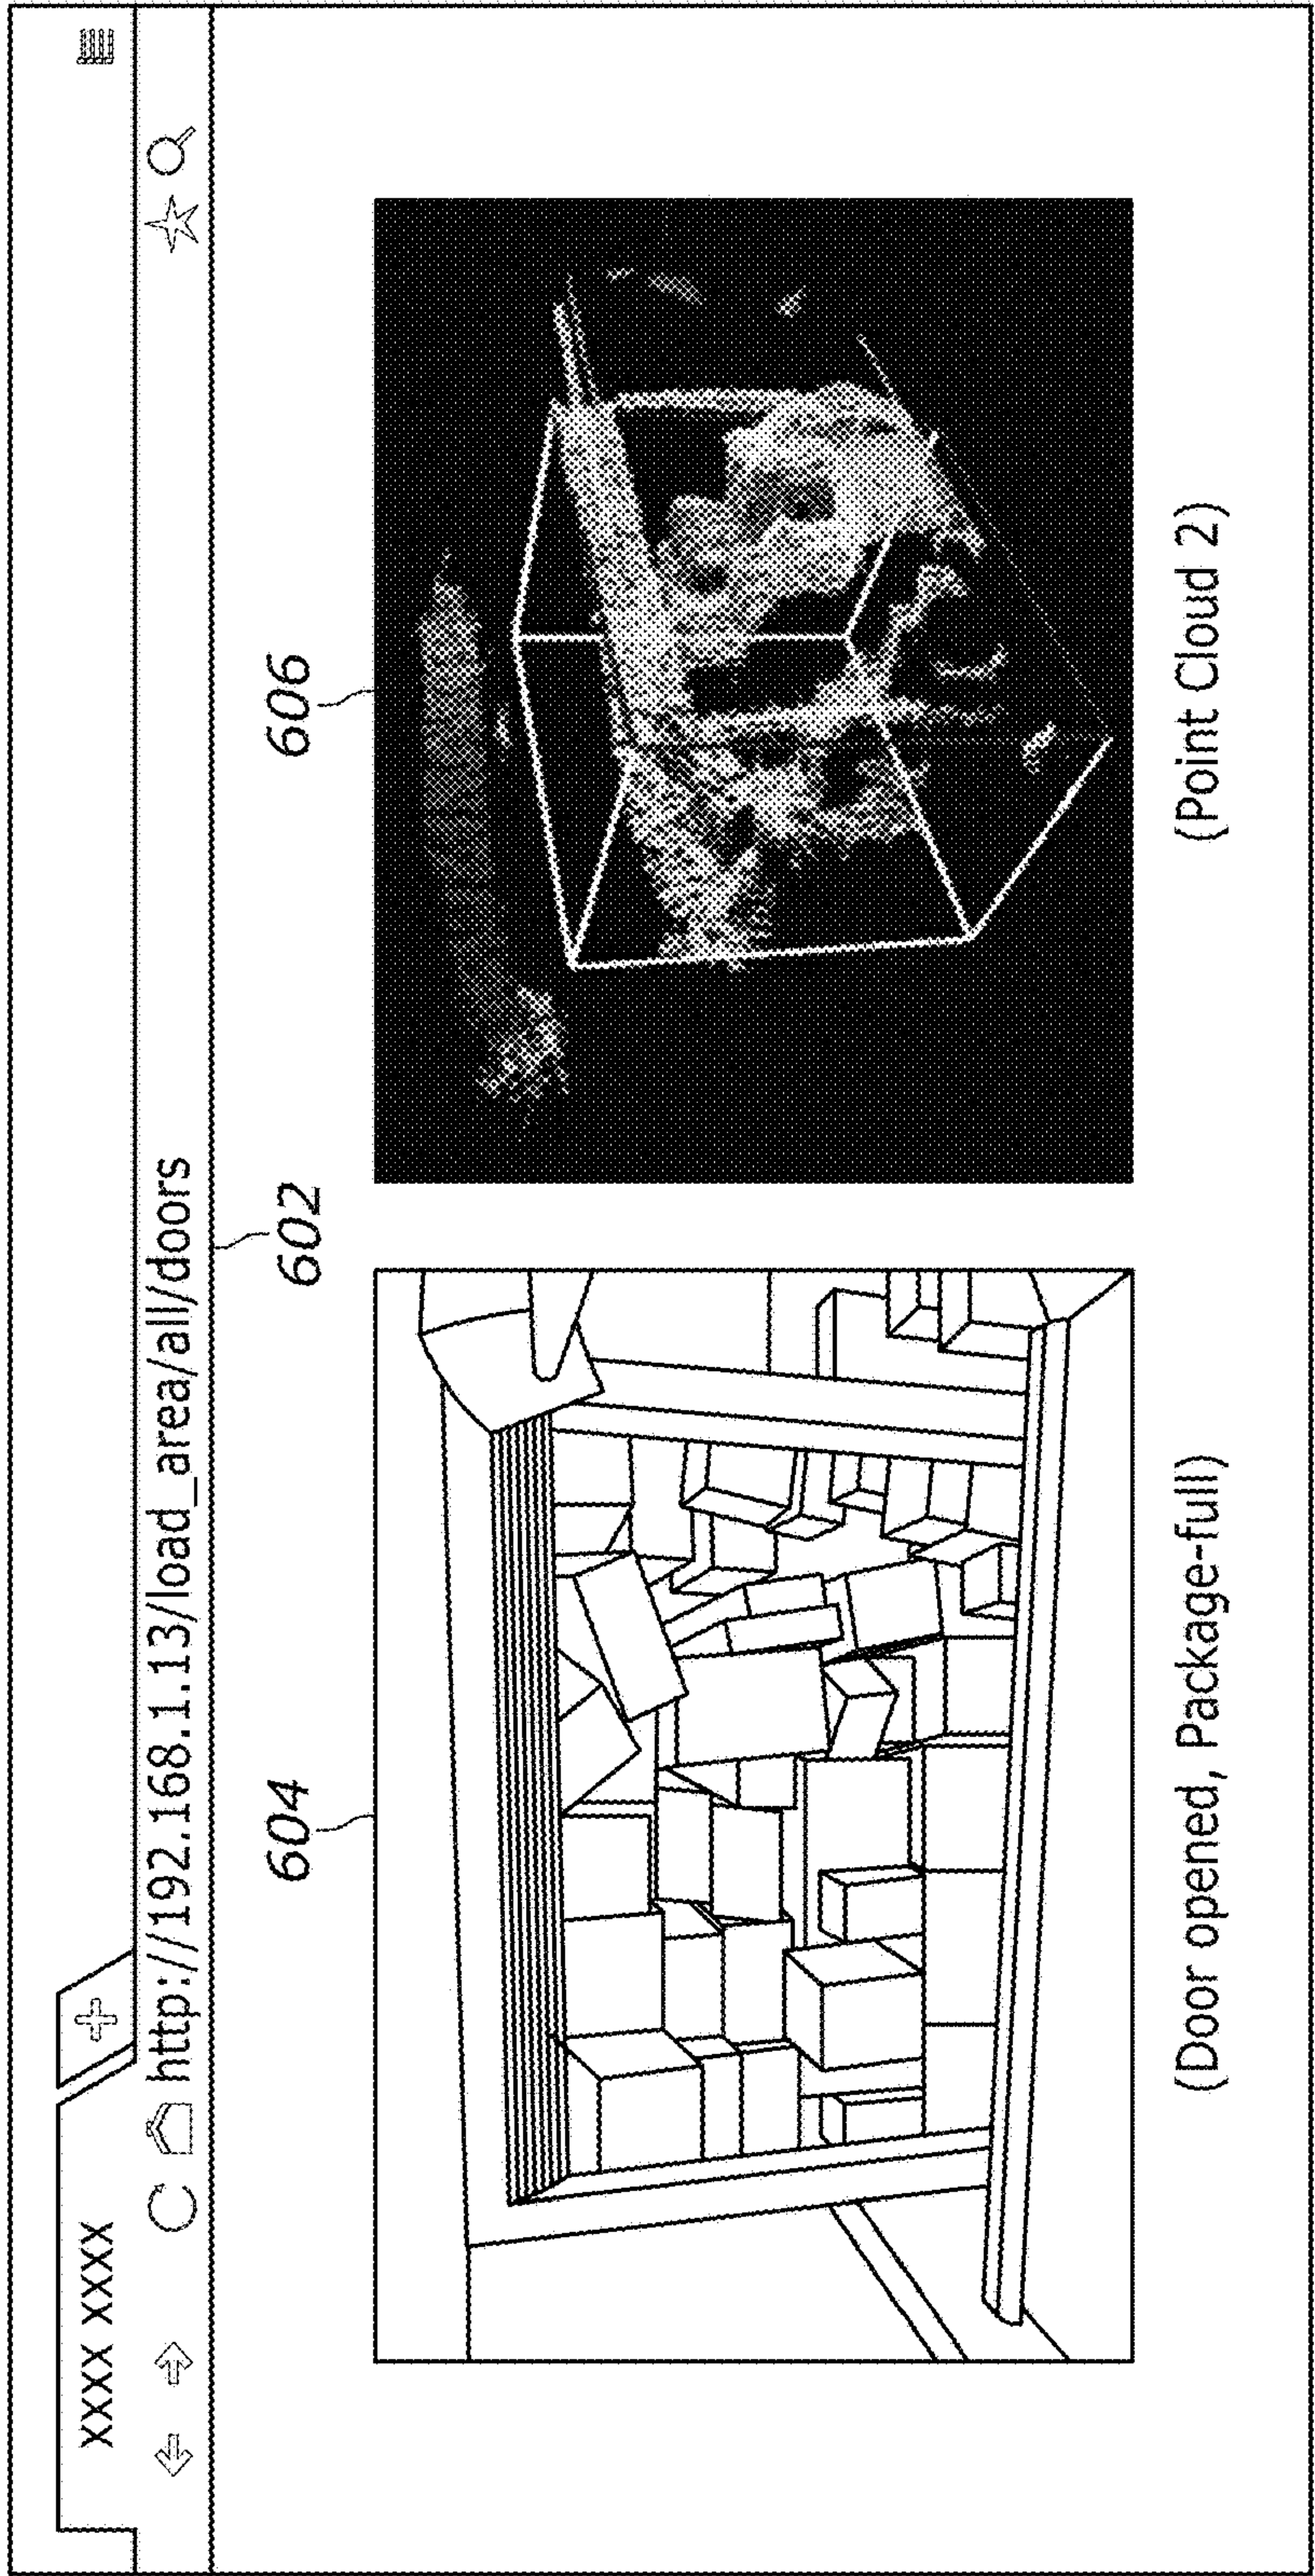 XXXX XXXX
http://192.168.1.13/load_area/all/doors
602
604
606
(Door opened, Package-full)
(Point Cloud 2)